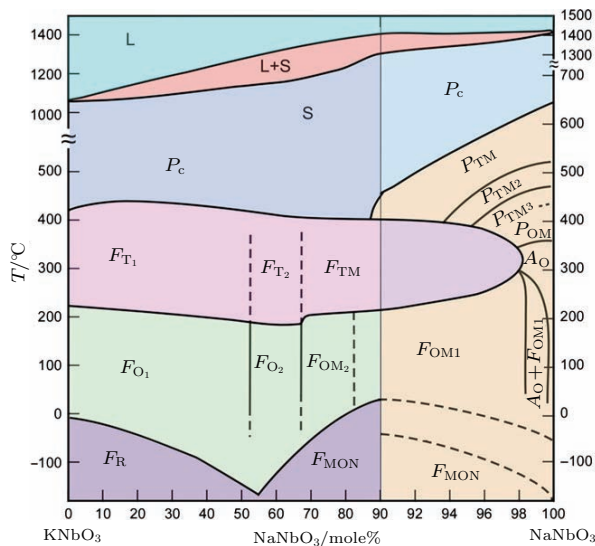 1400
1200
1000
500
400
300
200
100
0
−100
T/°C
1500
1400
1300
700
600
500
400
300
200
100
0
−100
L
L+S
S
P_c
P_c
P_TM
P_TM2
P_TM3
P_OM
A_O
F_T1
F_T2
F_TM
F_O1
F_O2
F_OM2
F_OM1
A_O+F_OM1
F_R
F_MON
F_MON
0 10 20 30 40 50 60 70 80 90 92 94 96 98 100
KNbO3 NaNbO3/mole% NaNbO3